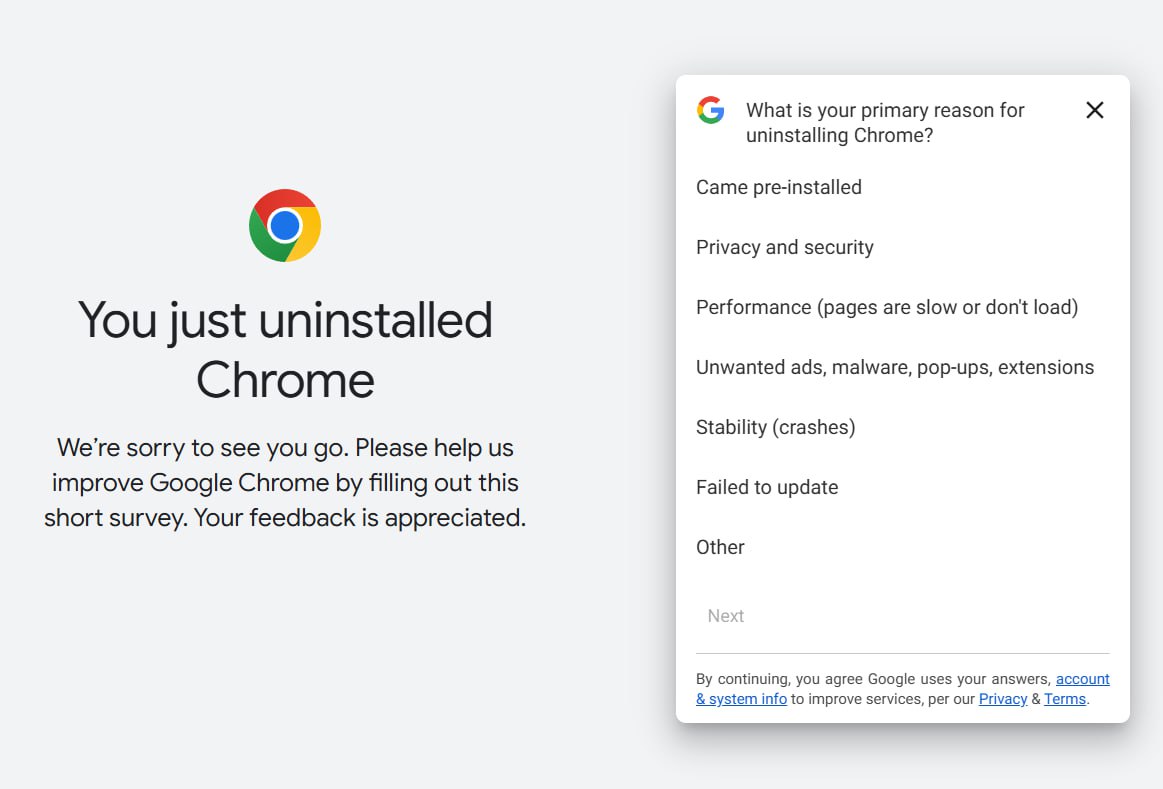 You just uninstalled
Chrome
We’re sorry to see you go. Please help us
improve Google Chrome by filling out this
short survey. Your feedback is appreciated.
What is your primary reason for
uninstalling Chrome?
Came pre-installed
Privacy and security
Performance (pages are slow or don't load)
Unwanted ads, malware, pop-ups, extensions
Stability (crashes)
Failed to update
Other
Next
By continuing, you agree Google uses your answers, account
& system info to improve services, per our Privacy & Terms.